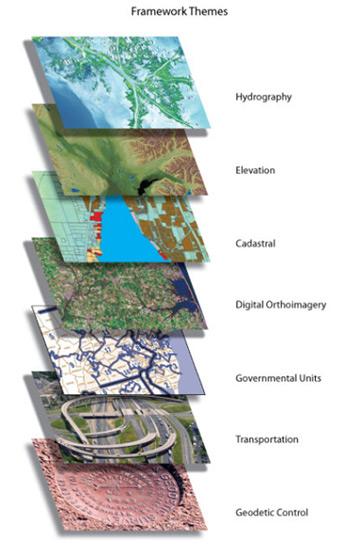 Framework Themes
Hydrography
Elevation
Cadastral
Digital Orthoimagery
Governmental Units
Transportation
Geodetic Control